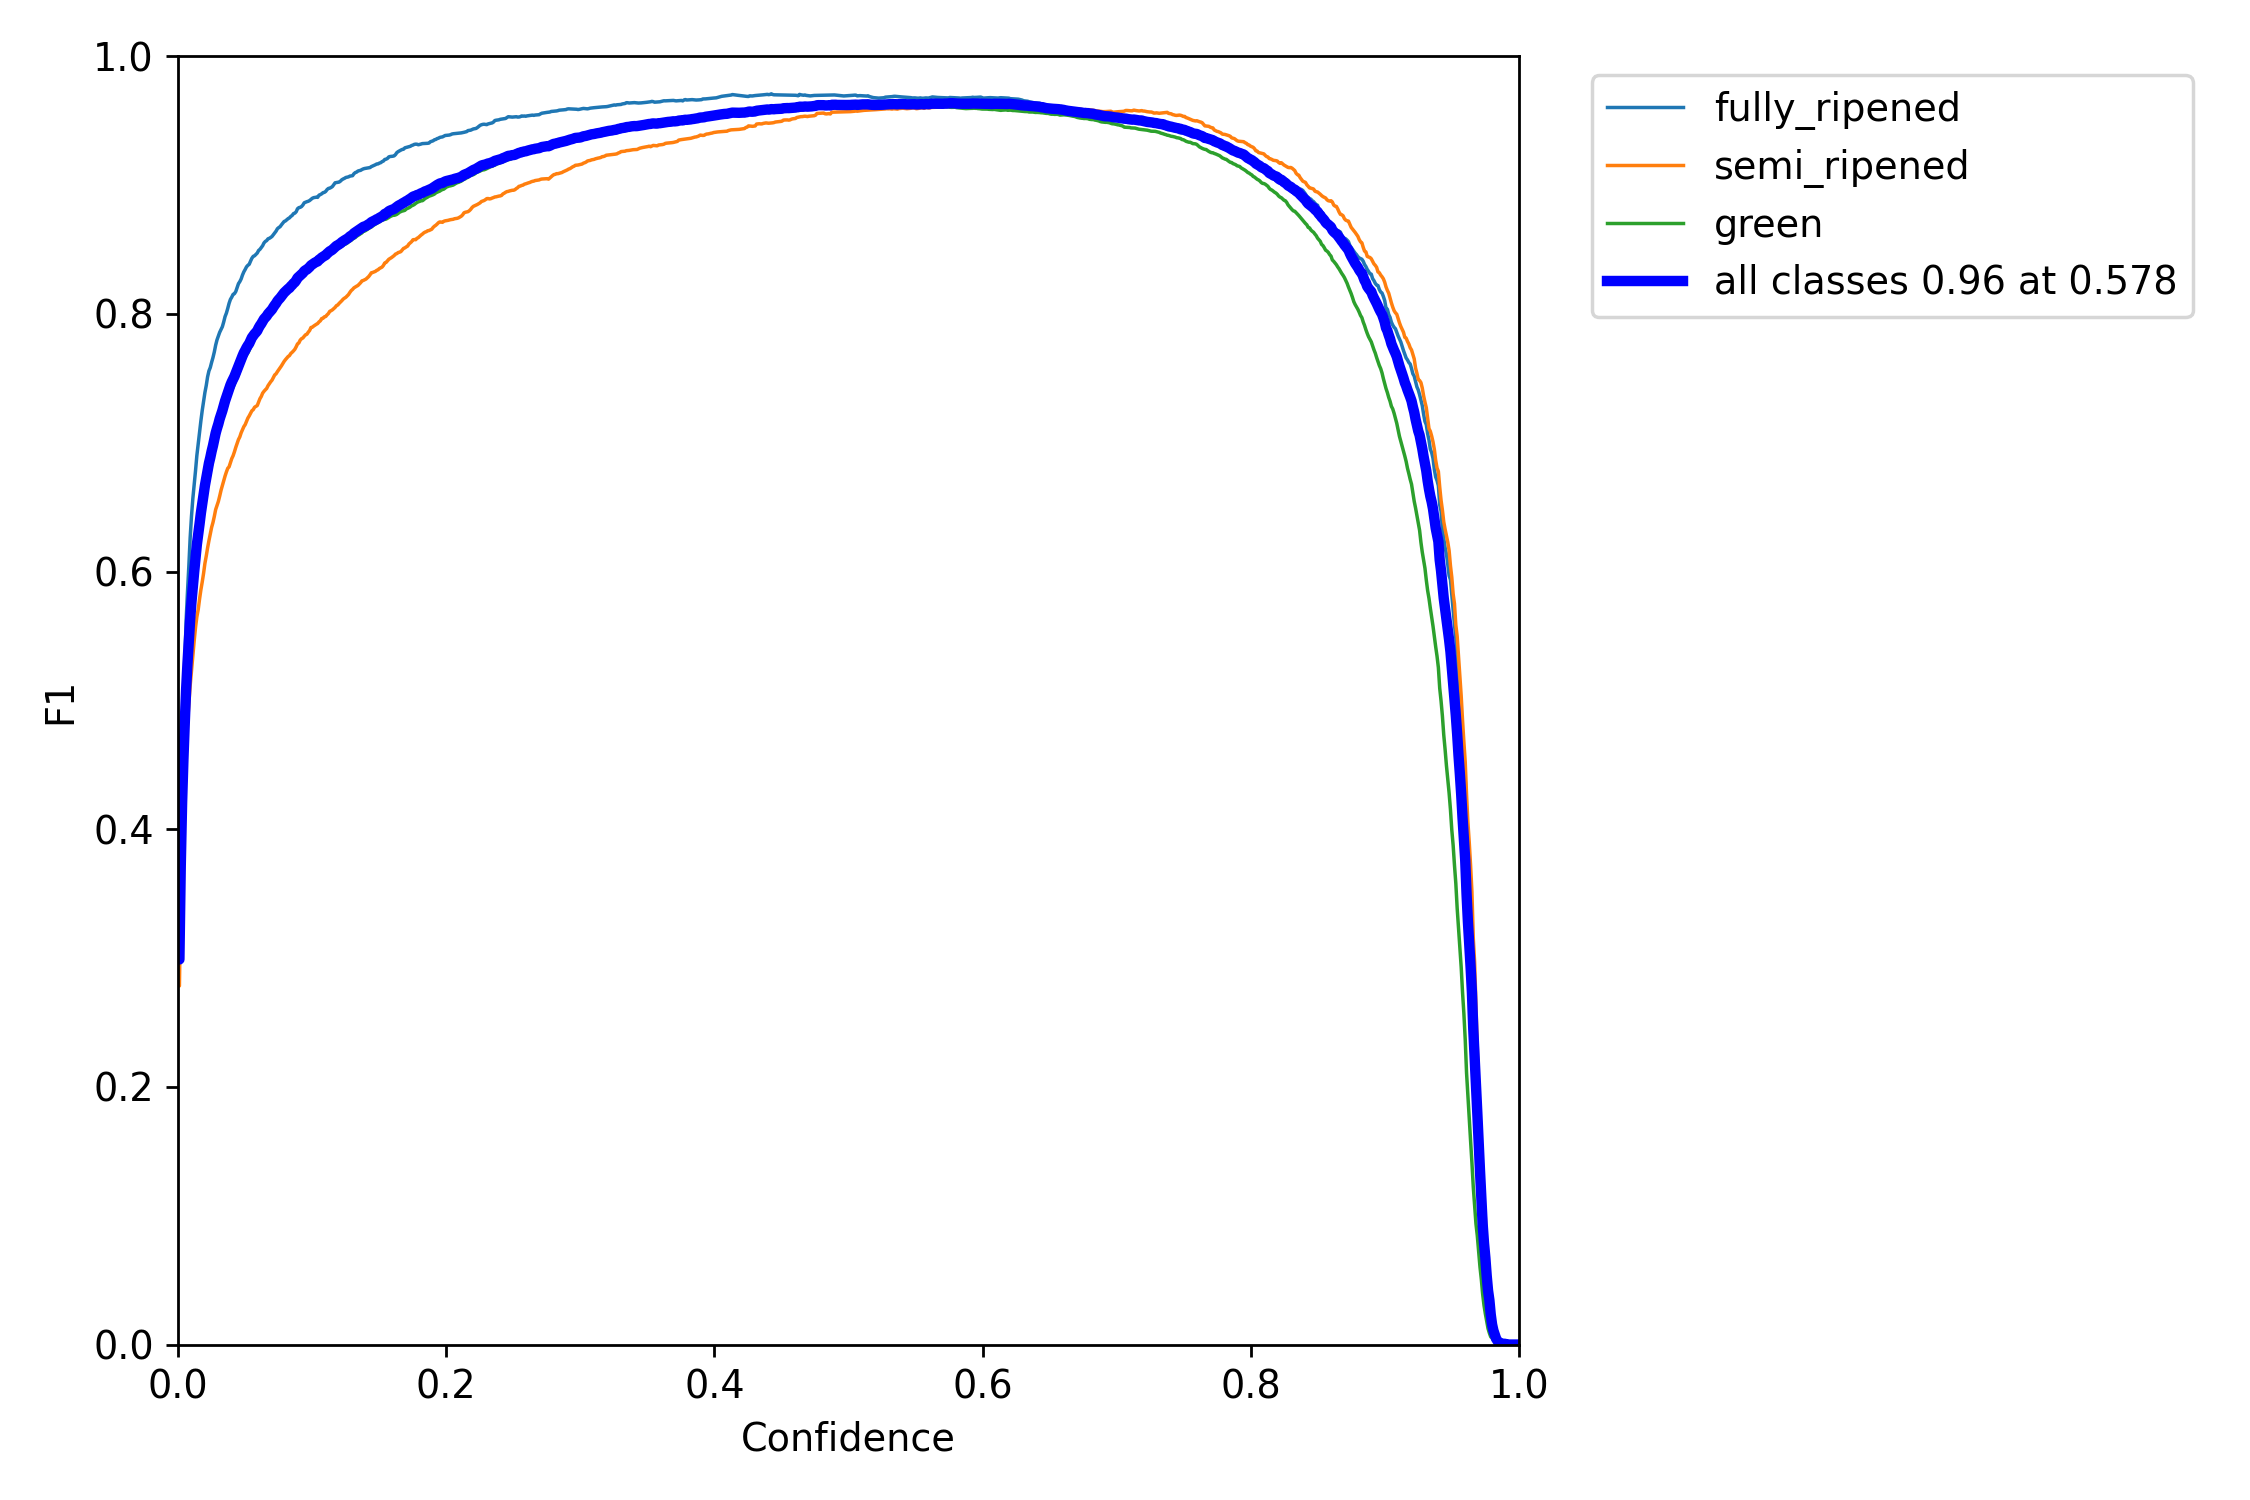 1.0
0.8
0.6
0.4
0.2
0.0
F1
0.0 0.2 0.4 0.6 0.8 1.0
Confidence
fully_ripened
semi_ripened
green
all classes 0.96 at 0.578